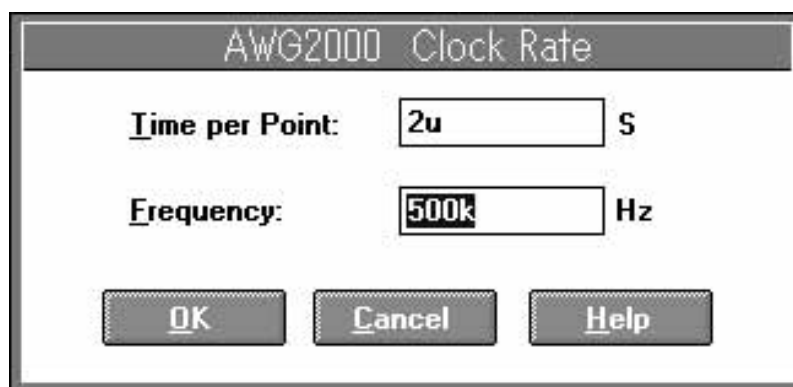 AWG2000 Clock Rate
Time per Point: 2u S
Frequency: 500k Hz
OK Cancel Help